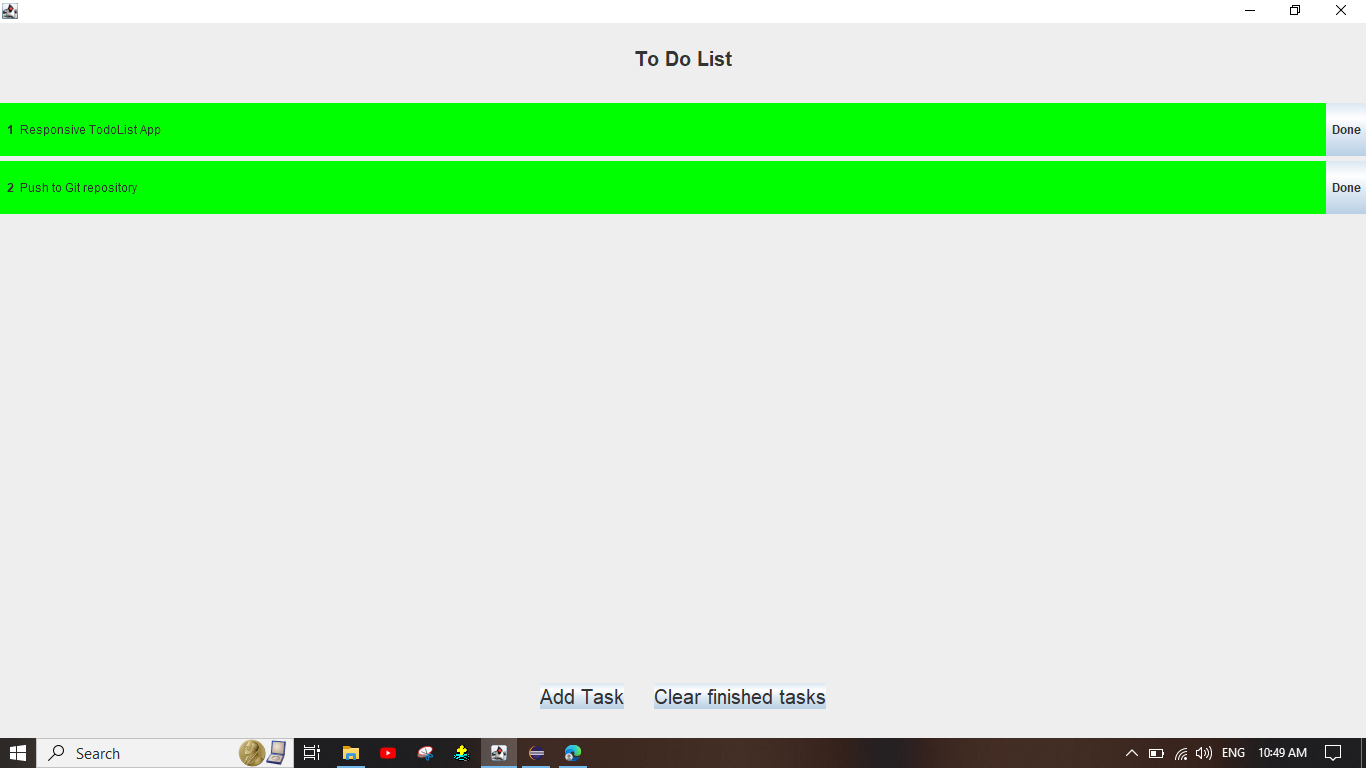 To Do List
1 Responsive TodoList App Done
2 Push to Git repository Done
Add Task Clear finished tasks
Search ENG 10:49 AM